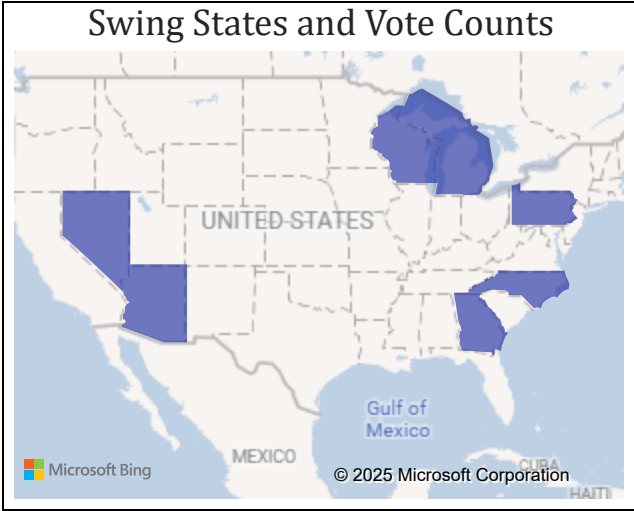 Swing States and Vote Counts
UNITED STATES
Gulf of
Mexico
MEXICO
CUBA
Microsoft Bing
© 2025 Microsoft Corporation
HAITI